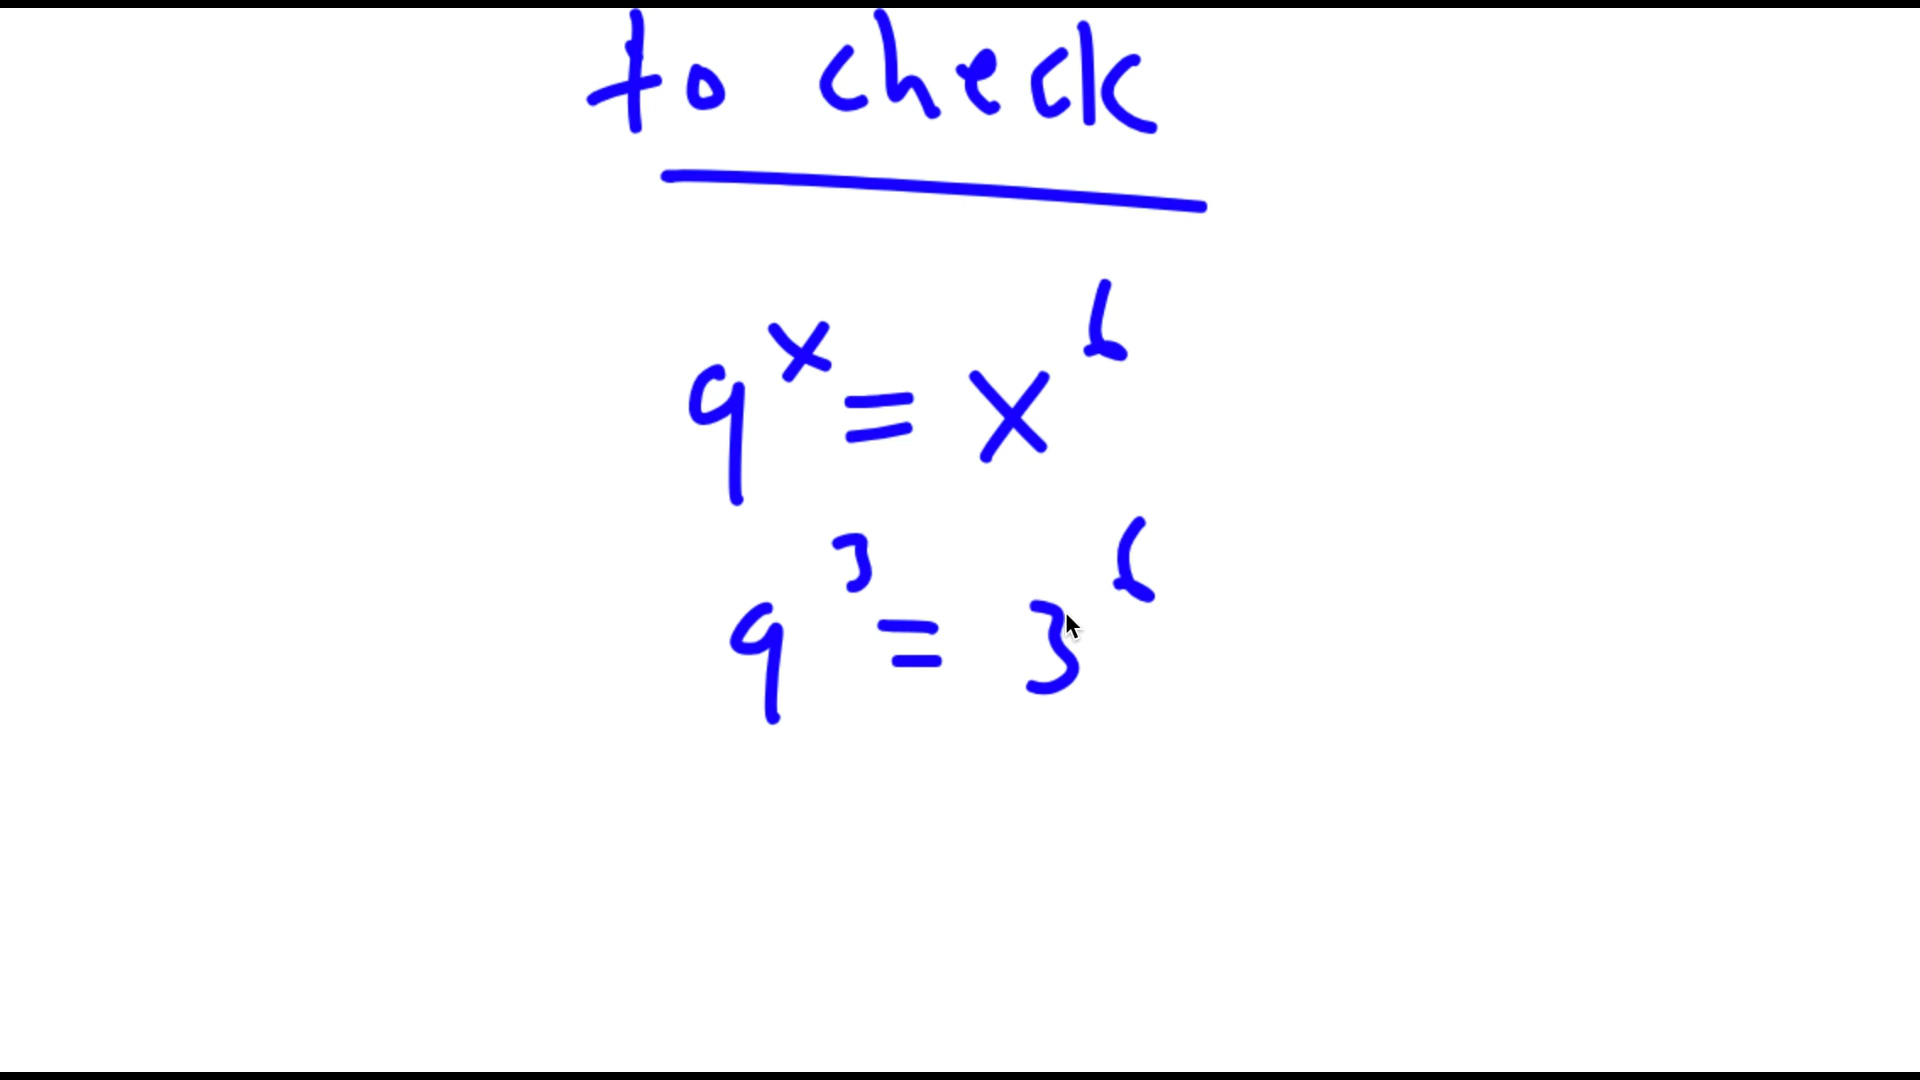 to check
9^x = x^6
9^3 = 3^6